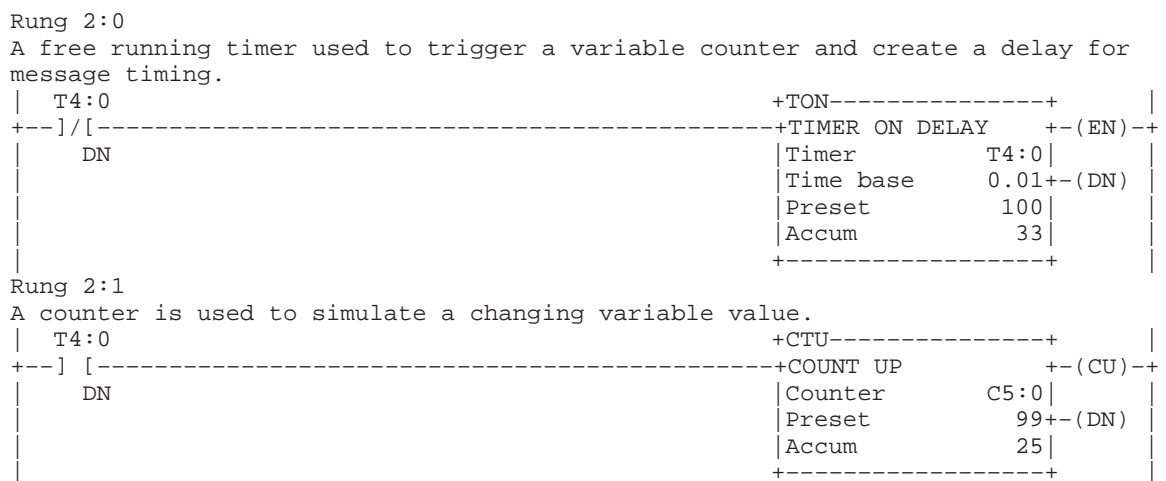 Rung 2:0
A free running timer used to trigger a variable counter and create a delay for
message timing.
|  T4:0                                               +TON---------------+      |
+--]/[-----------------------------------------------+TIMER ON DELAY    +-(EN)-+
|    DN                                               |Timer        T4:0|      |
|                                                     |Time base    0.01+-(DN) |
|                                                     |Preset        100|      |
|                                                     |Accum          33|      |
|                                                     +------------------+      |
Rung 2:1
A counter is used to simulate a changing variable value.
|  T4:0                                               +CTU---------------+      |
+--] [-----------------------------------------------+COUNT UP          +-(CU)-+
|    DN                                               |Counter      C5:0|      |
|                                                     |Preset         99+-(DN) |
|                                                     |Accum          25|      |
|                                                     +------------------+      |